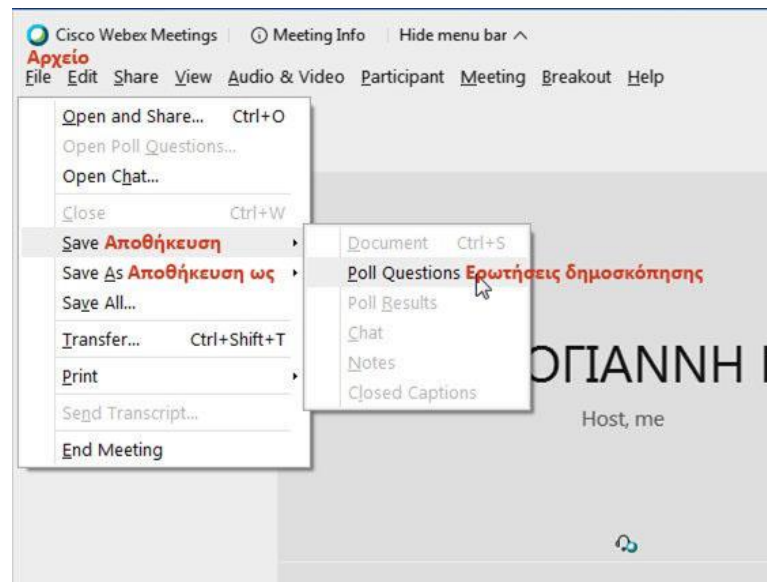 Cisco Webex Meetings Meeting Info Hide menu bar
Αρχείο
File Edit Share View Audio & Video Participant Meeting Breakout Help
Open and Share... Ctrl+O
Open Poll Questions...
Open Chat...
Close Ctrl+W
Save Αποθήκευση
Save As Αποθήκευση ως
Save All...
Transfer... Ctrl+Shift+T
Print
Send Transcript...
End Meeting
Document Ctrl+S
Poll Questions Ερωτήσεις δημοσκόπησης
Poll Results
Chat
Notes
Closed Captions
ΟΓΙΑΝΝΗ
Host, me